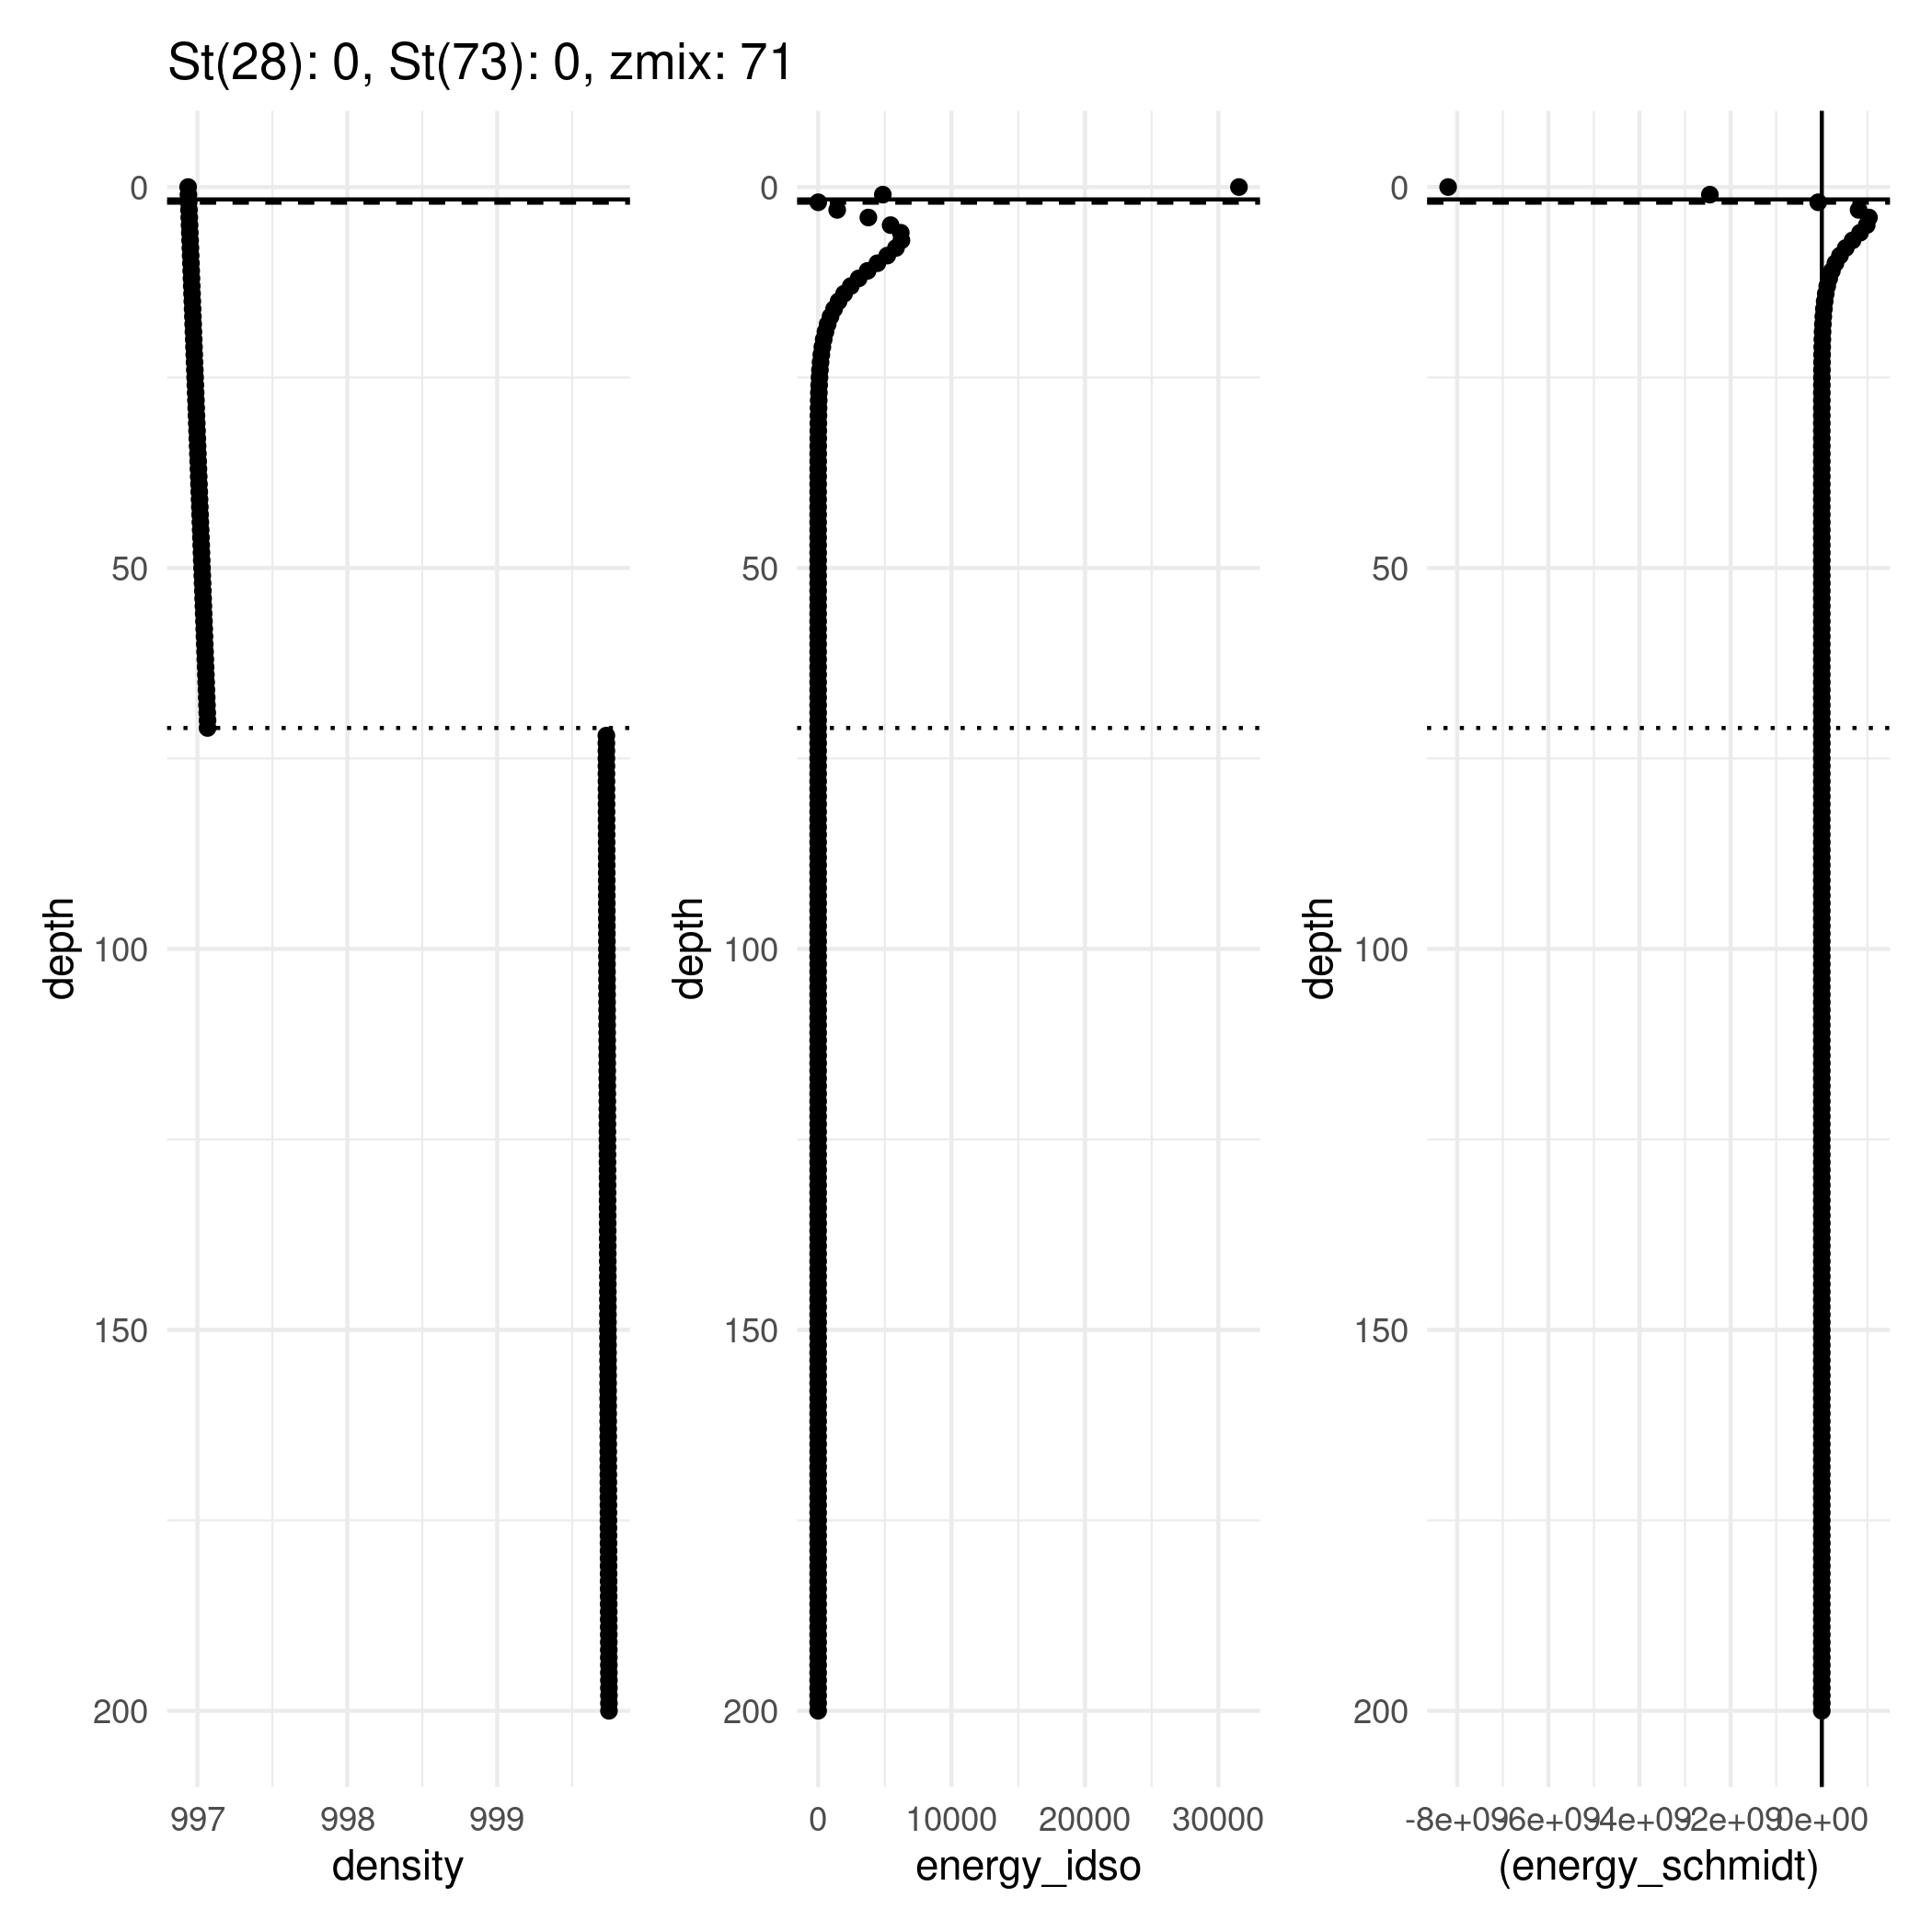 St(28): 0, St(73): 0, zmix: 71
0
50
100
150
200
depth
997
998
999
density
0
50
100
150
200
depth
0
10000
20000
30000
energy_idso
0
50
100
150
200
depth
-8e+09
-6e+09
-4e+09
-2e+09
0e+00
(energy_schmidt)